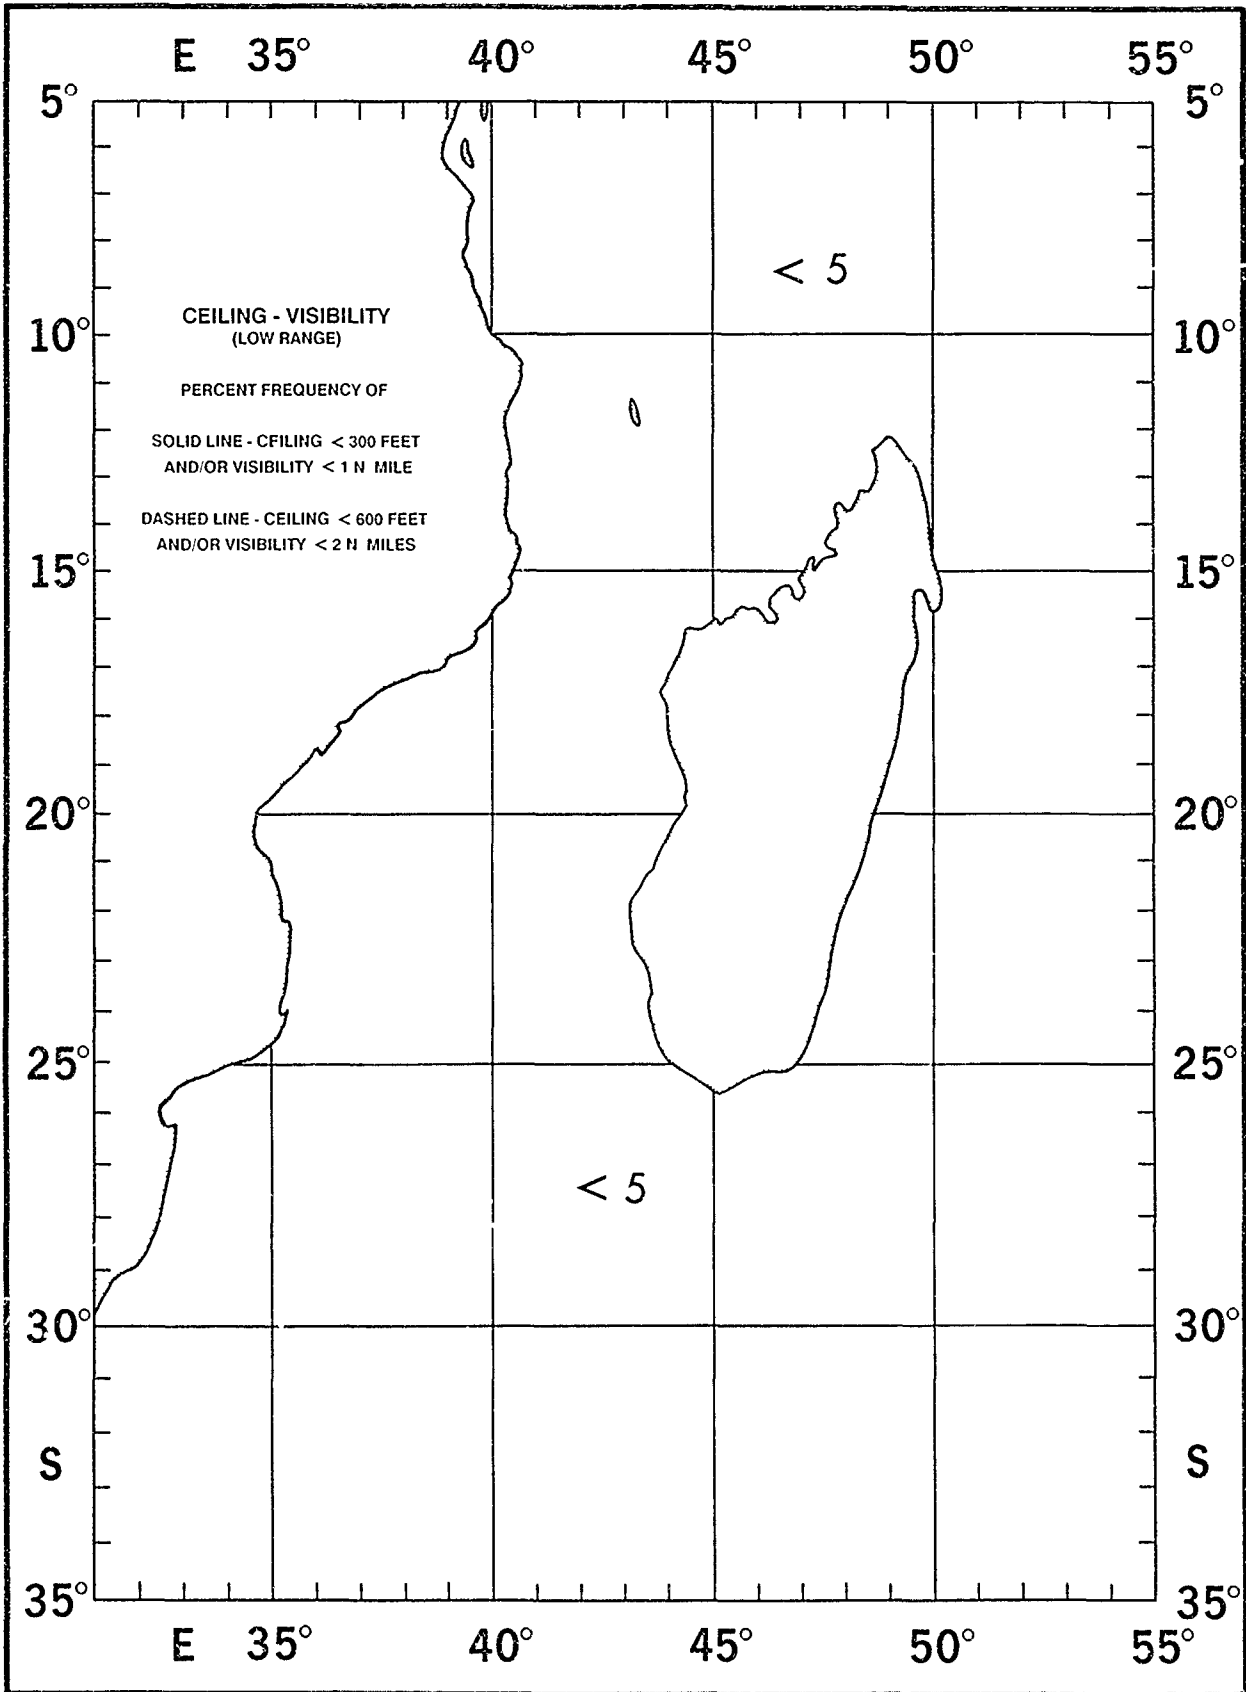 E 35° 40° 45° 50° 55°
5° 5°
< 5
CEILING - VISIBILITY
(LOW RANGE)
10° 10°
PERCENT FREQUENCY OF
SOLID LINE - CFILING < 300 FEET
AND/OR VISIBILITY < 1 N MILE
DASHED LINE - CEILING < 600 FEET
AND/OR VISIBILITY < 2 N MILES
15° 15°
20° 20°
25° 25°
< 5
30° 30°
S S
35° 35°
E 35° 40° 45° 50° 55°